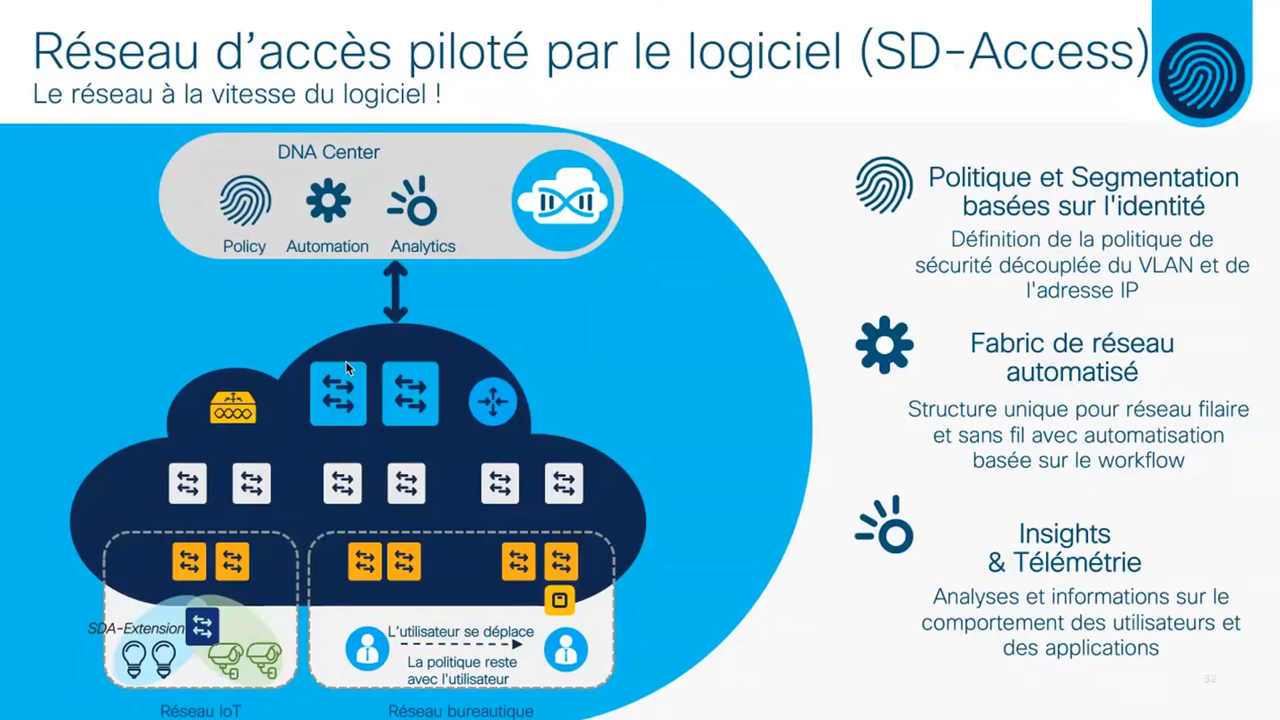 Réseau d'accès piloté par le logiciel (SD-Access)
Le réseau à la vitesse du logiciel !
DNA Center
Policy
Automation
Analytics
SDA-Extension
L'utilisateur se déplace
La politique reste
avec l'utilisateur
Réseau IoT
Réseau bureautique
Politique et Segmentation
basées sur l'identité
Définition de la politique de
sécurité découplée du VLAN et de
l'adresse IP
Fabric de réseau
automatisé
Structure unique pour réseau filaire
et sans fil avec automatisation
basée sur le workflow
Insights
& Télémétrie
Analyses et informations sur le
comportement des utilisateurs et
des applications
32